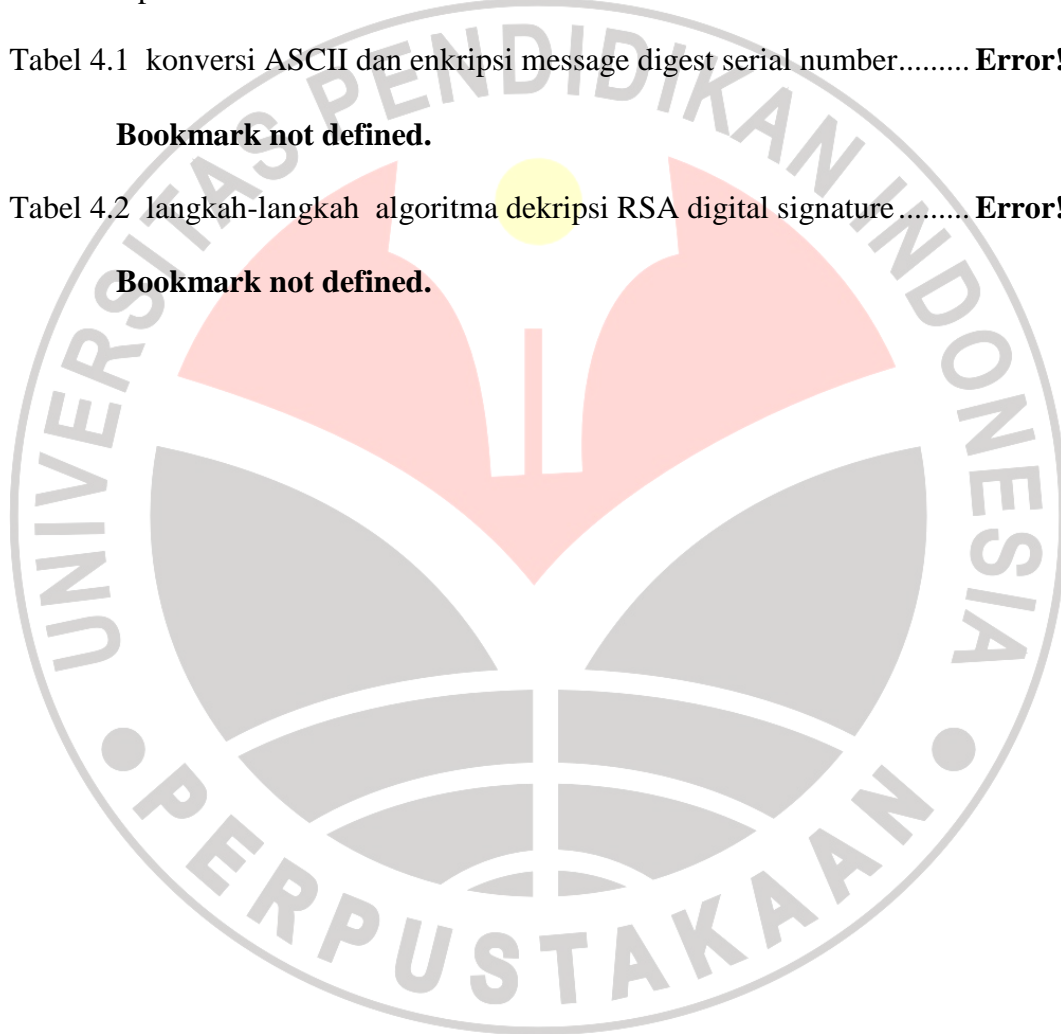 Tabel 4.1 konversi ASCII dan enkripsi message digest serial number......... Error!
Bookmark not defined.
Tabel 4.2 langkah-langkah algoritma dekripsi RSA digital signature ......... Error!
Bookmark not defined.
UNIVERSITAS PENDIDIKAN INDONESIA
PERPUSTAKAAN